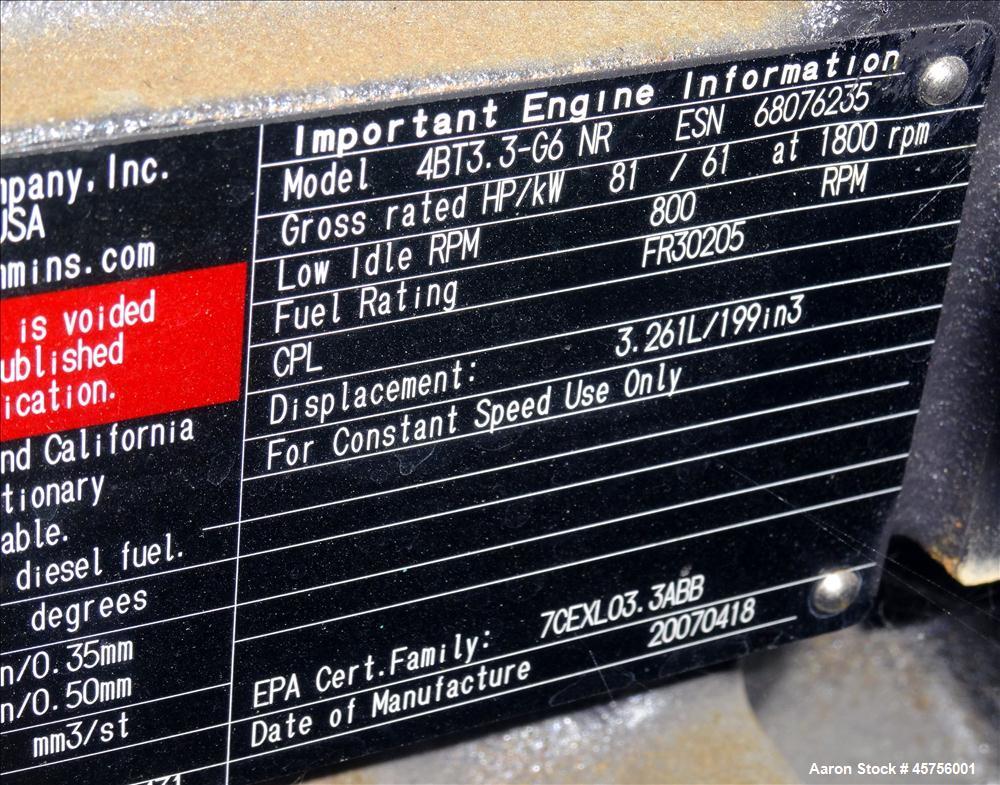 mpany, Inc.
USA
mmins.com
is voided
ublished
ication.
nd California
tionary
able.
diesel fuel.
degrees
n/0.35mm
n/0.50mm
mm3/st
Important Engine Information
Model 4BT3.3-G6 NR ESN 68076235
Gross rated HP/kW 81 / 61 at 1800 rpm
Low Idle RPM 800 RPM
Fuel Rating FR30205
CPL
Displacement: 3.261L/199in3
For Constant Speed Use Only
EPA Cert.Family: 7CEXL03.3ABB
Date of Manufacture 20070418
Aaron Stock # 45756001